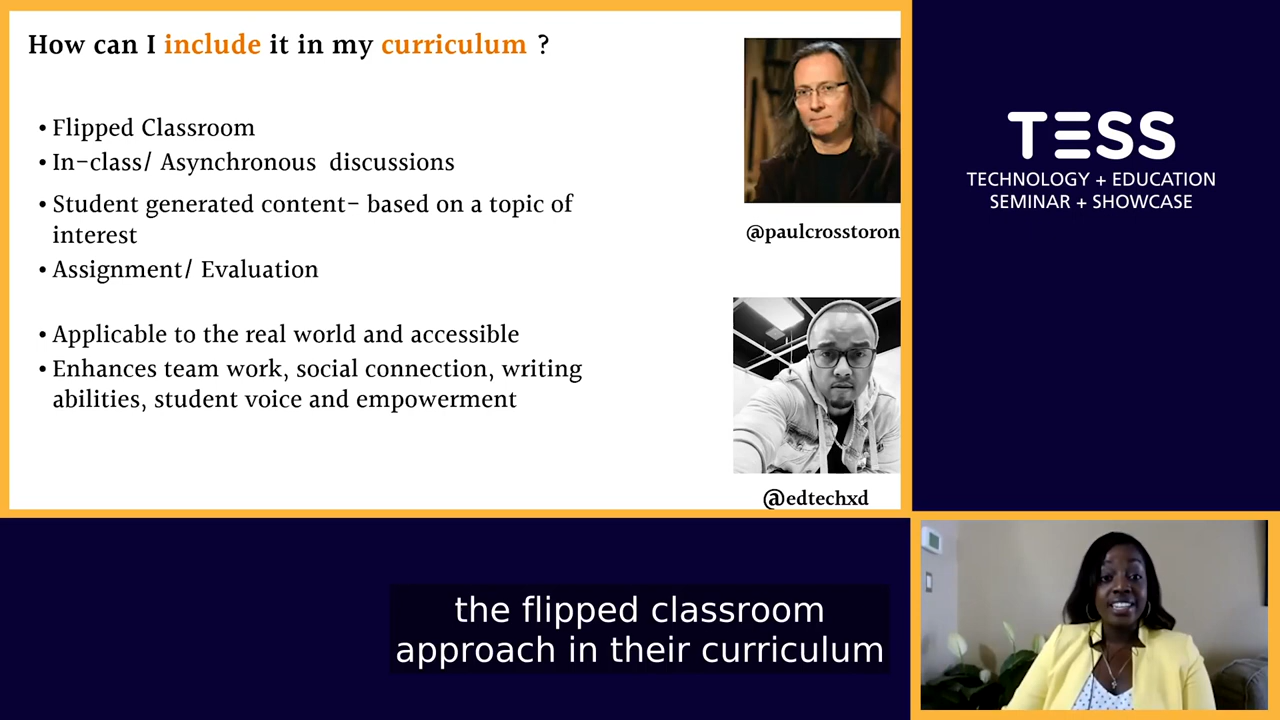 How can I include it in my curriculum ?
• Flipped Classroom
• In-class/ Asynchronous discussions
• Student generated content- based on a topic of
interest
• Assignment/ Evaluation
• Applicable to the real world and accessible
• Enhances team work, social connection, writing
abilities, student voice and empowerment
@paulcrosstoron
@edtechxd
TESS
TECHNOLOGY + EDUCATION
SEMINAR + SHOWCASE
the flipped classroom
approach in their curriculum